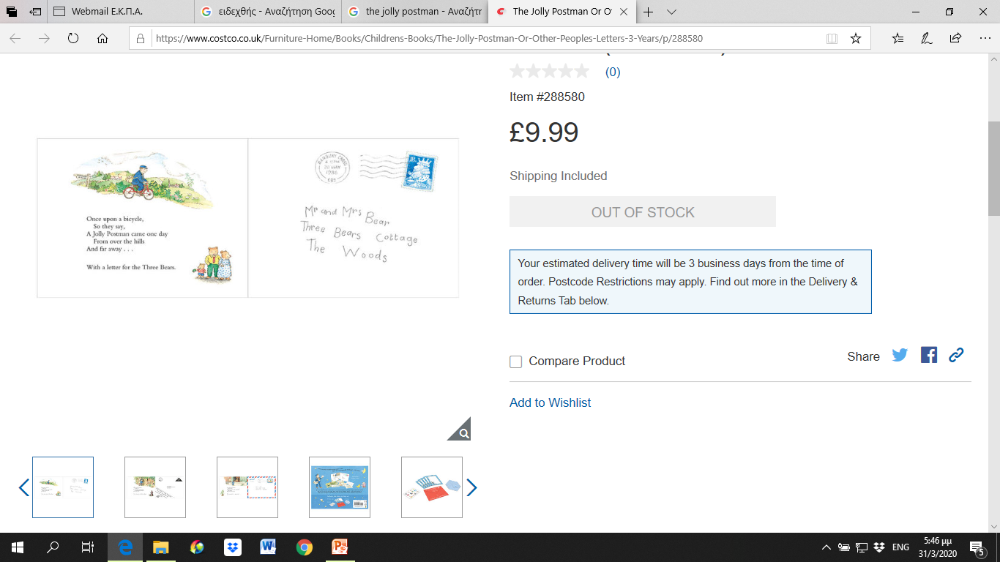 Webmail Ε.Κ.Π.Α.
ειδεχθής - Αναζήτηση Goog
the jolly postman - Αναζήτ
The Jolly Postman Or O
https://www.costco.co.uk/Furniture-Home/Books/Childrens-Books/The-Jolly-Postman-Or-Other-Peoples-Letters-3-Years/p/288580
(0)
Item #288580
£9.99
Shipping Included
OUT OF STOCK
Your estimated delivery time will be 3 business days from the time of
order. Postcode Restrictions may apply. Find out more in the Delivery &
Returns Tab below.
Compare Product
Share
Add to Wishlist
Once upon a bicycle,
So they say,
A Jolly Postman came one day
From over the hills
And far away . . .
With a letter for the Three Bears.
Mr and Mrs Bear
Three Bears Cottage
The Woods
ENG
5:46 μμ
31/3/2020
5